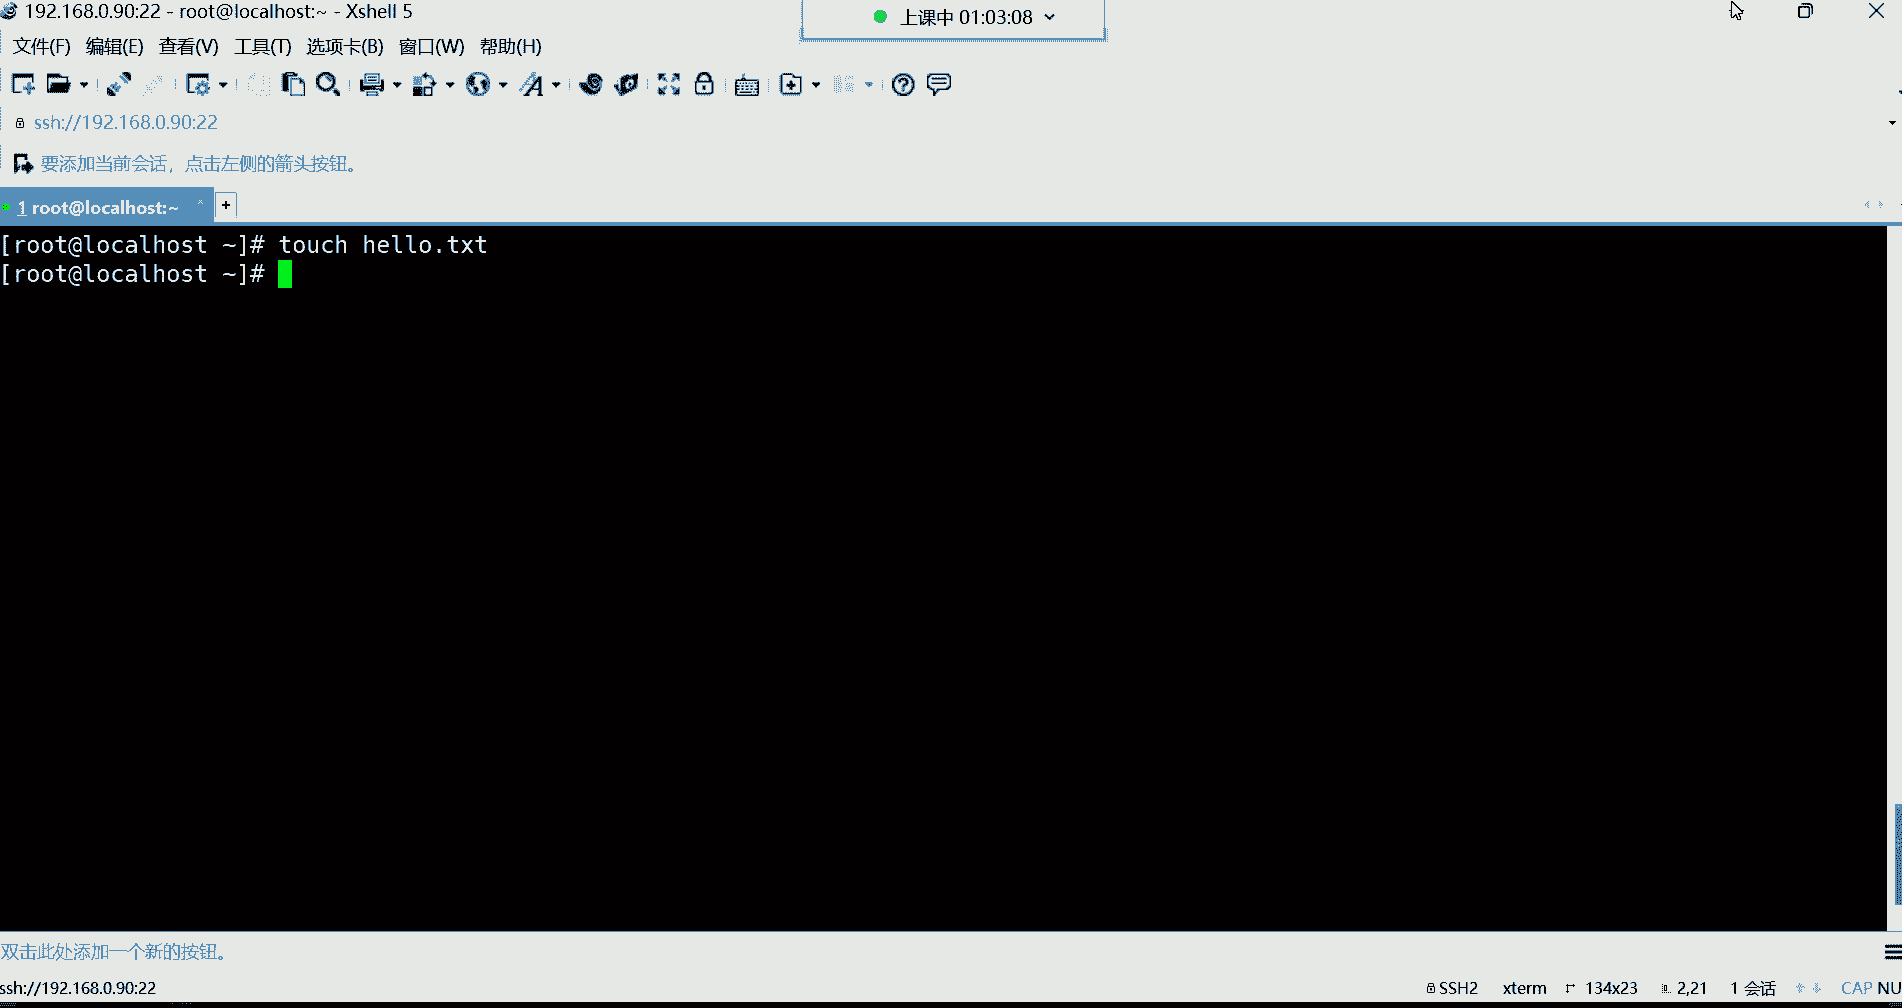 192.168.0.90:22 - root@localhost:~ - Xshell 5
上课中 01:03:08
文件(F) 编辑(E) 查看(V) 工具(T) 选项卡(B) 窗口(W) 帮助(H)
ssh://192.168.0.90:22
要添加当前会话，点击左侧的箭头按钮。
1 root@localhost:~
[root@localhost ~]# touch hello.txt
[root@localhost ~]#
双击此处添加一个新的按钮。
ssh://192.168.0.90:22 SSH2 xterm 134x23 2,21 1 会话 CAP NU